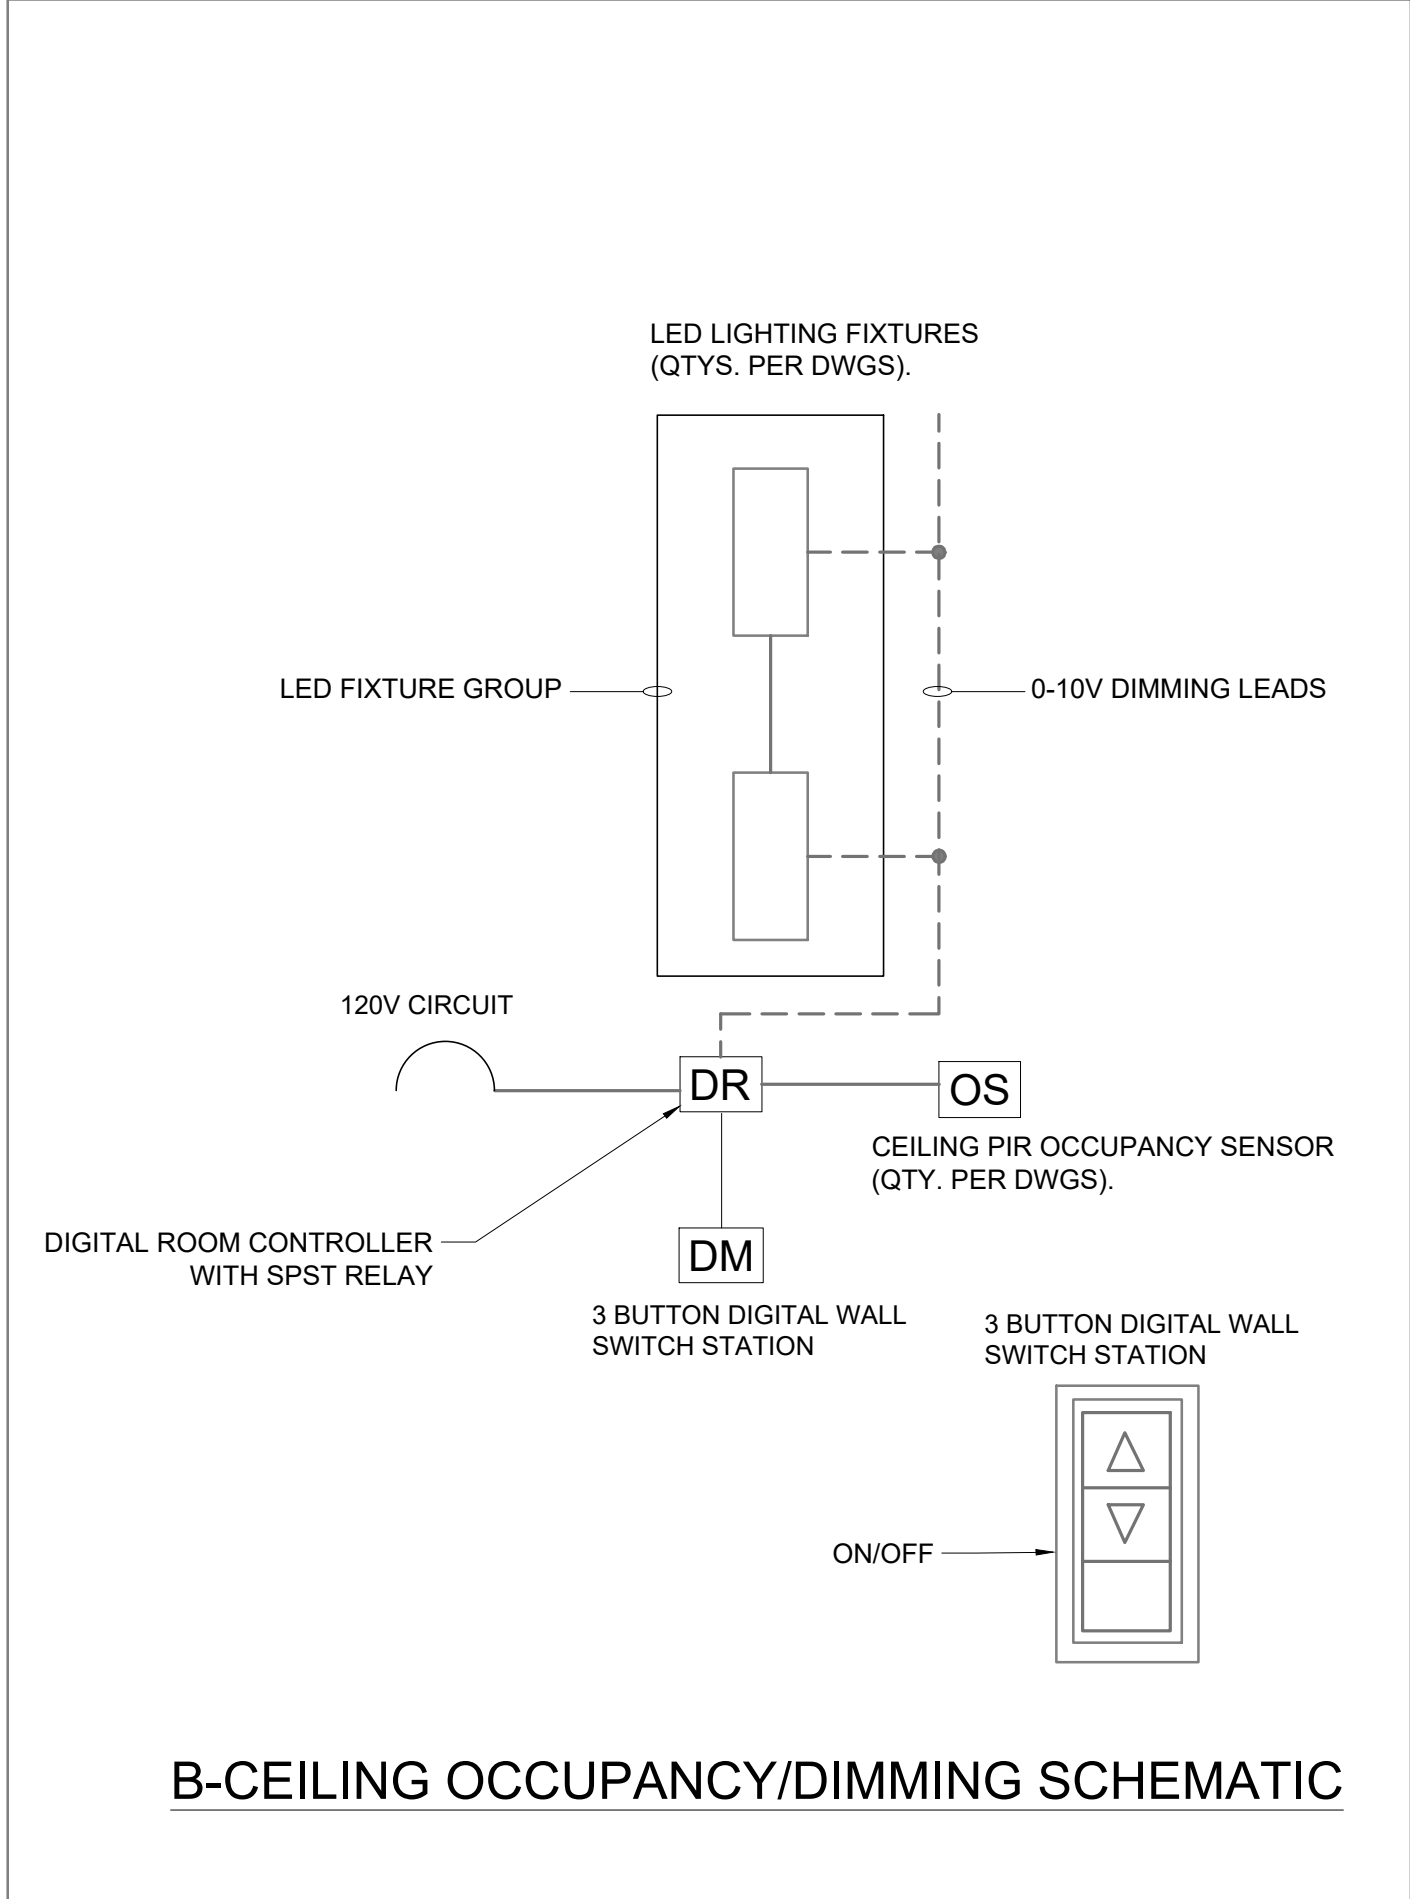 LED LIGHTING FIXTURES
(QTYS. PER DWGS).
LED FIXTURE GROUP
0-10V DIMMING LEADS
120V CIRCUIT
DR
OS
CEILING PIR OCCUPANCY SENSOR
(QTY. PER DWGS).
DIGITAL ROOM CONTROLLER
WITH SPST RELAY
DM
3 BUTTON DIGITAL WALL
SWITCH STATION
3 BUTTON DIGITAL WALL
SWITCH STATION
ON/OFF
B-CEILING OCCUPANCY/DIMMING SCHEMATIC